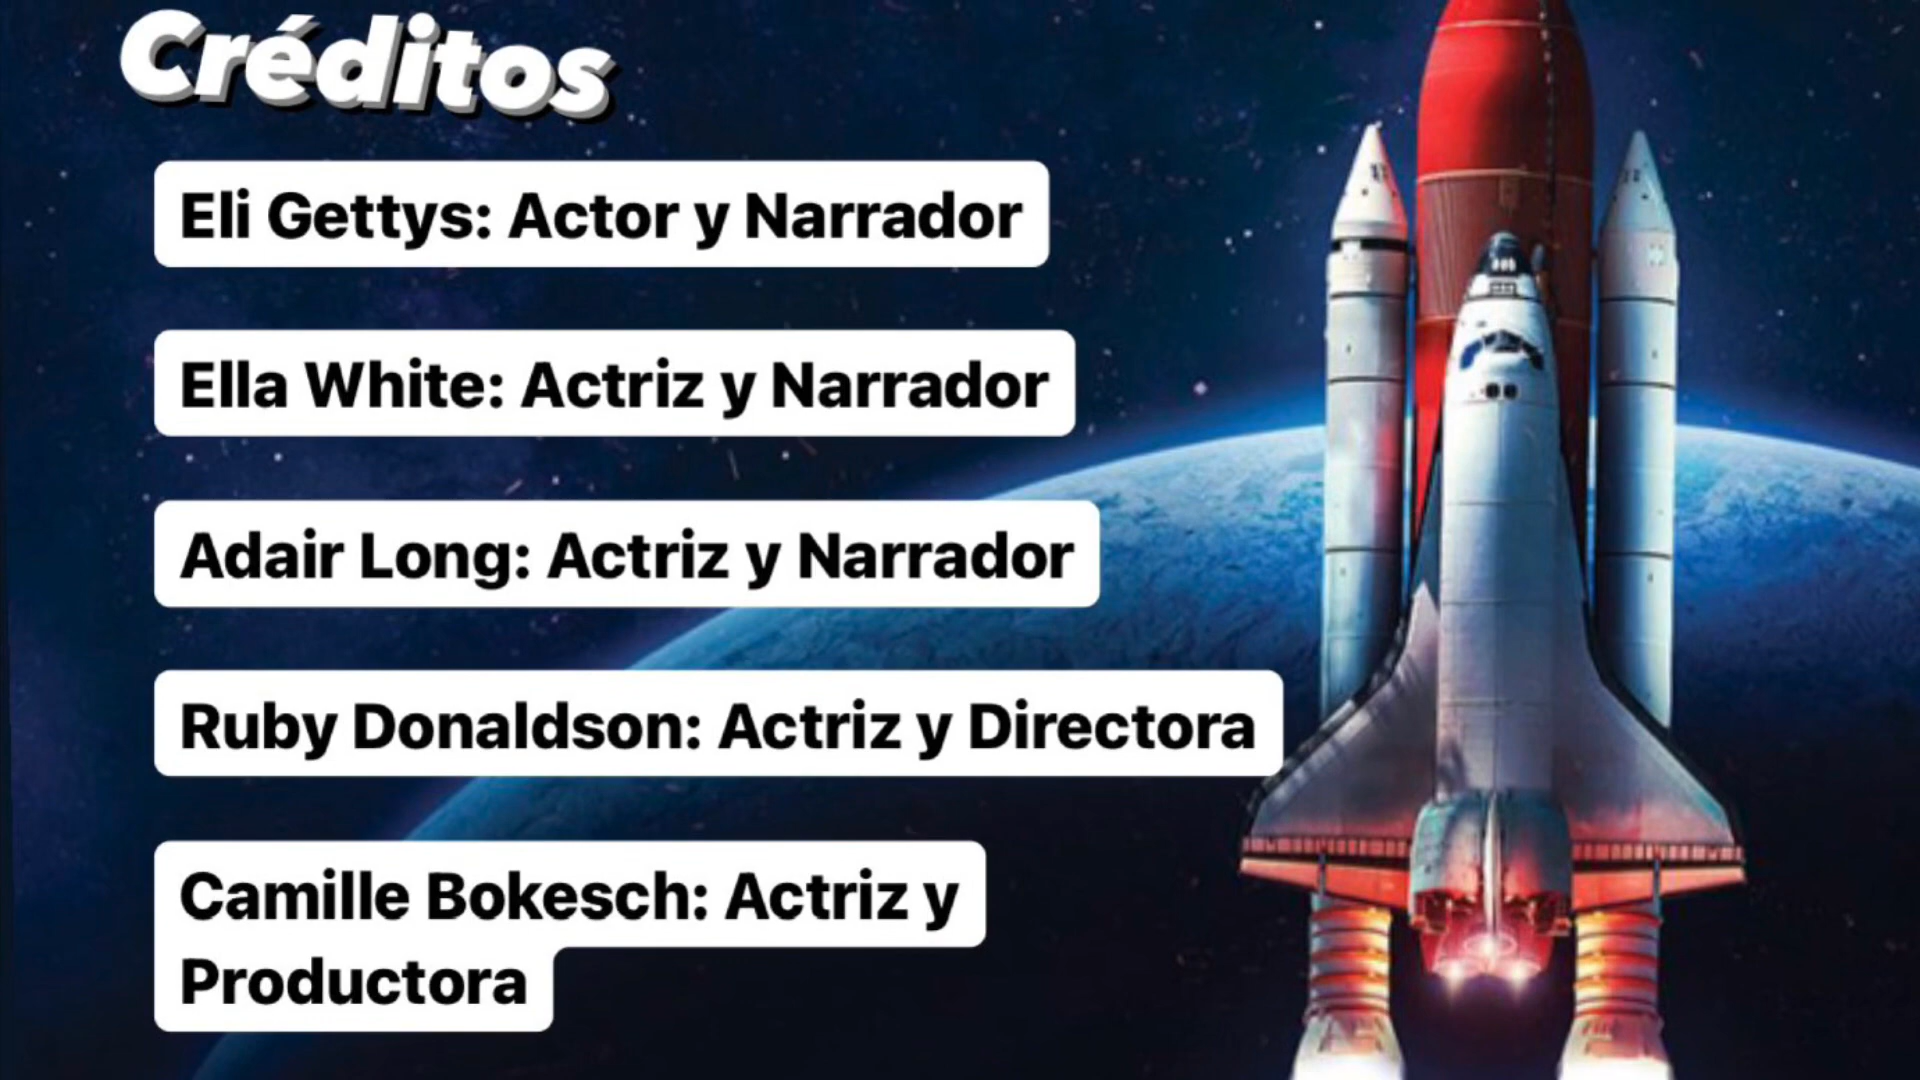 Créditos
Eli Gettys: Actor y Narrador
Ella White: Actriz y Narrador
Adair Long: Actriz y Narrador
Ruby Donaldson: Actriz y Directora
Camille Bokesch: Actriz y
Productora